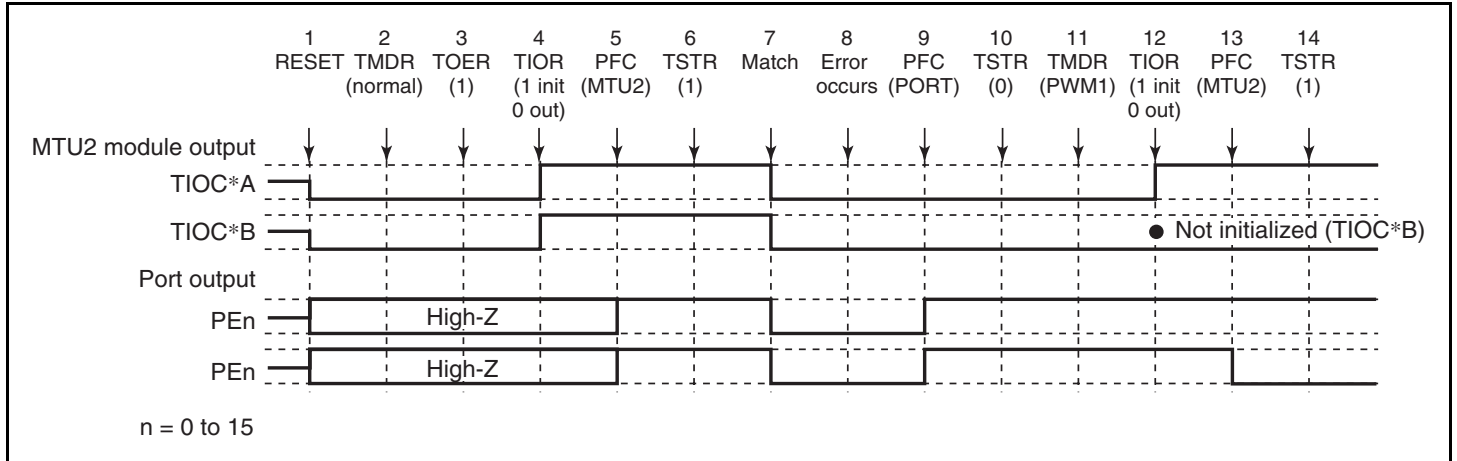 1 2 3 4 5 6 7 8 9 10 11 12 13 14
RESET TMDR TOER TIOR PFC TSTR Match Error PFC TSTR TMDR TIOR PFC TSTR
(normal) (1) (1 init (MTU2) (1) occurs (PORT) (0) (PWM1) (1 init (MTU2) (1)
0 out) 0 out)
MTU2 module output
TIOC*A
TIOC*B ● Not initialized (TIOC*B)
Port output
PEn High-Z
PEn High-Z
n = 0 to 15